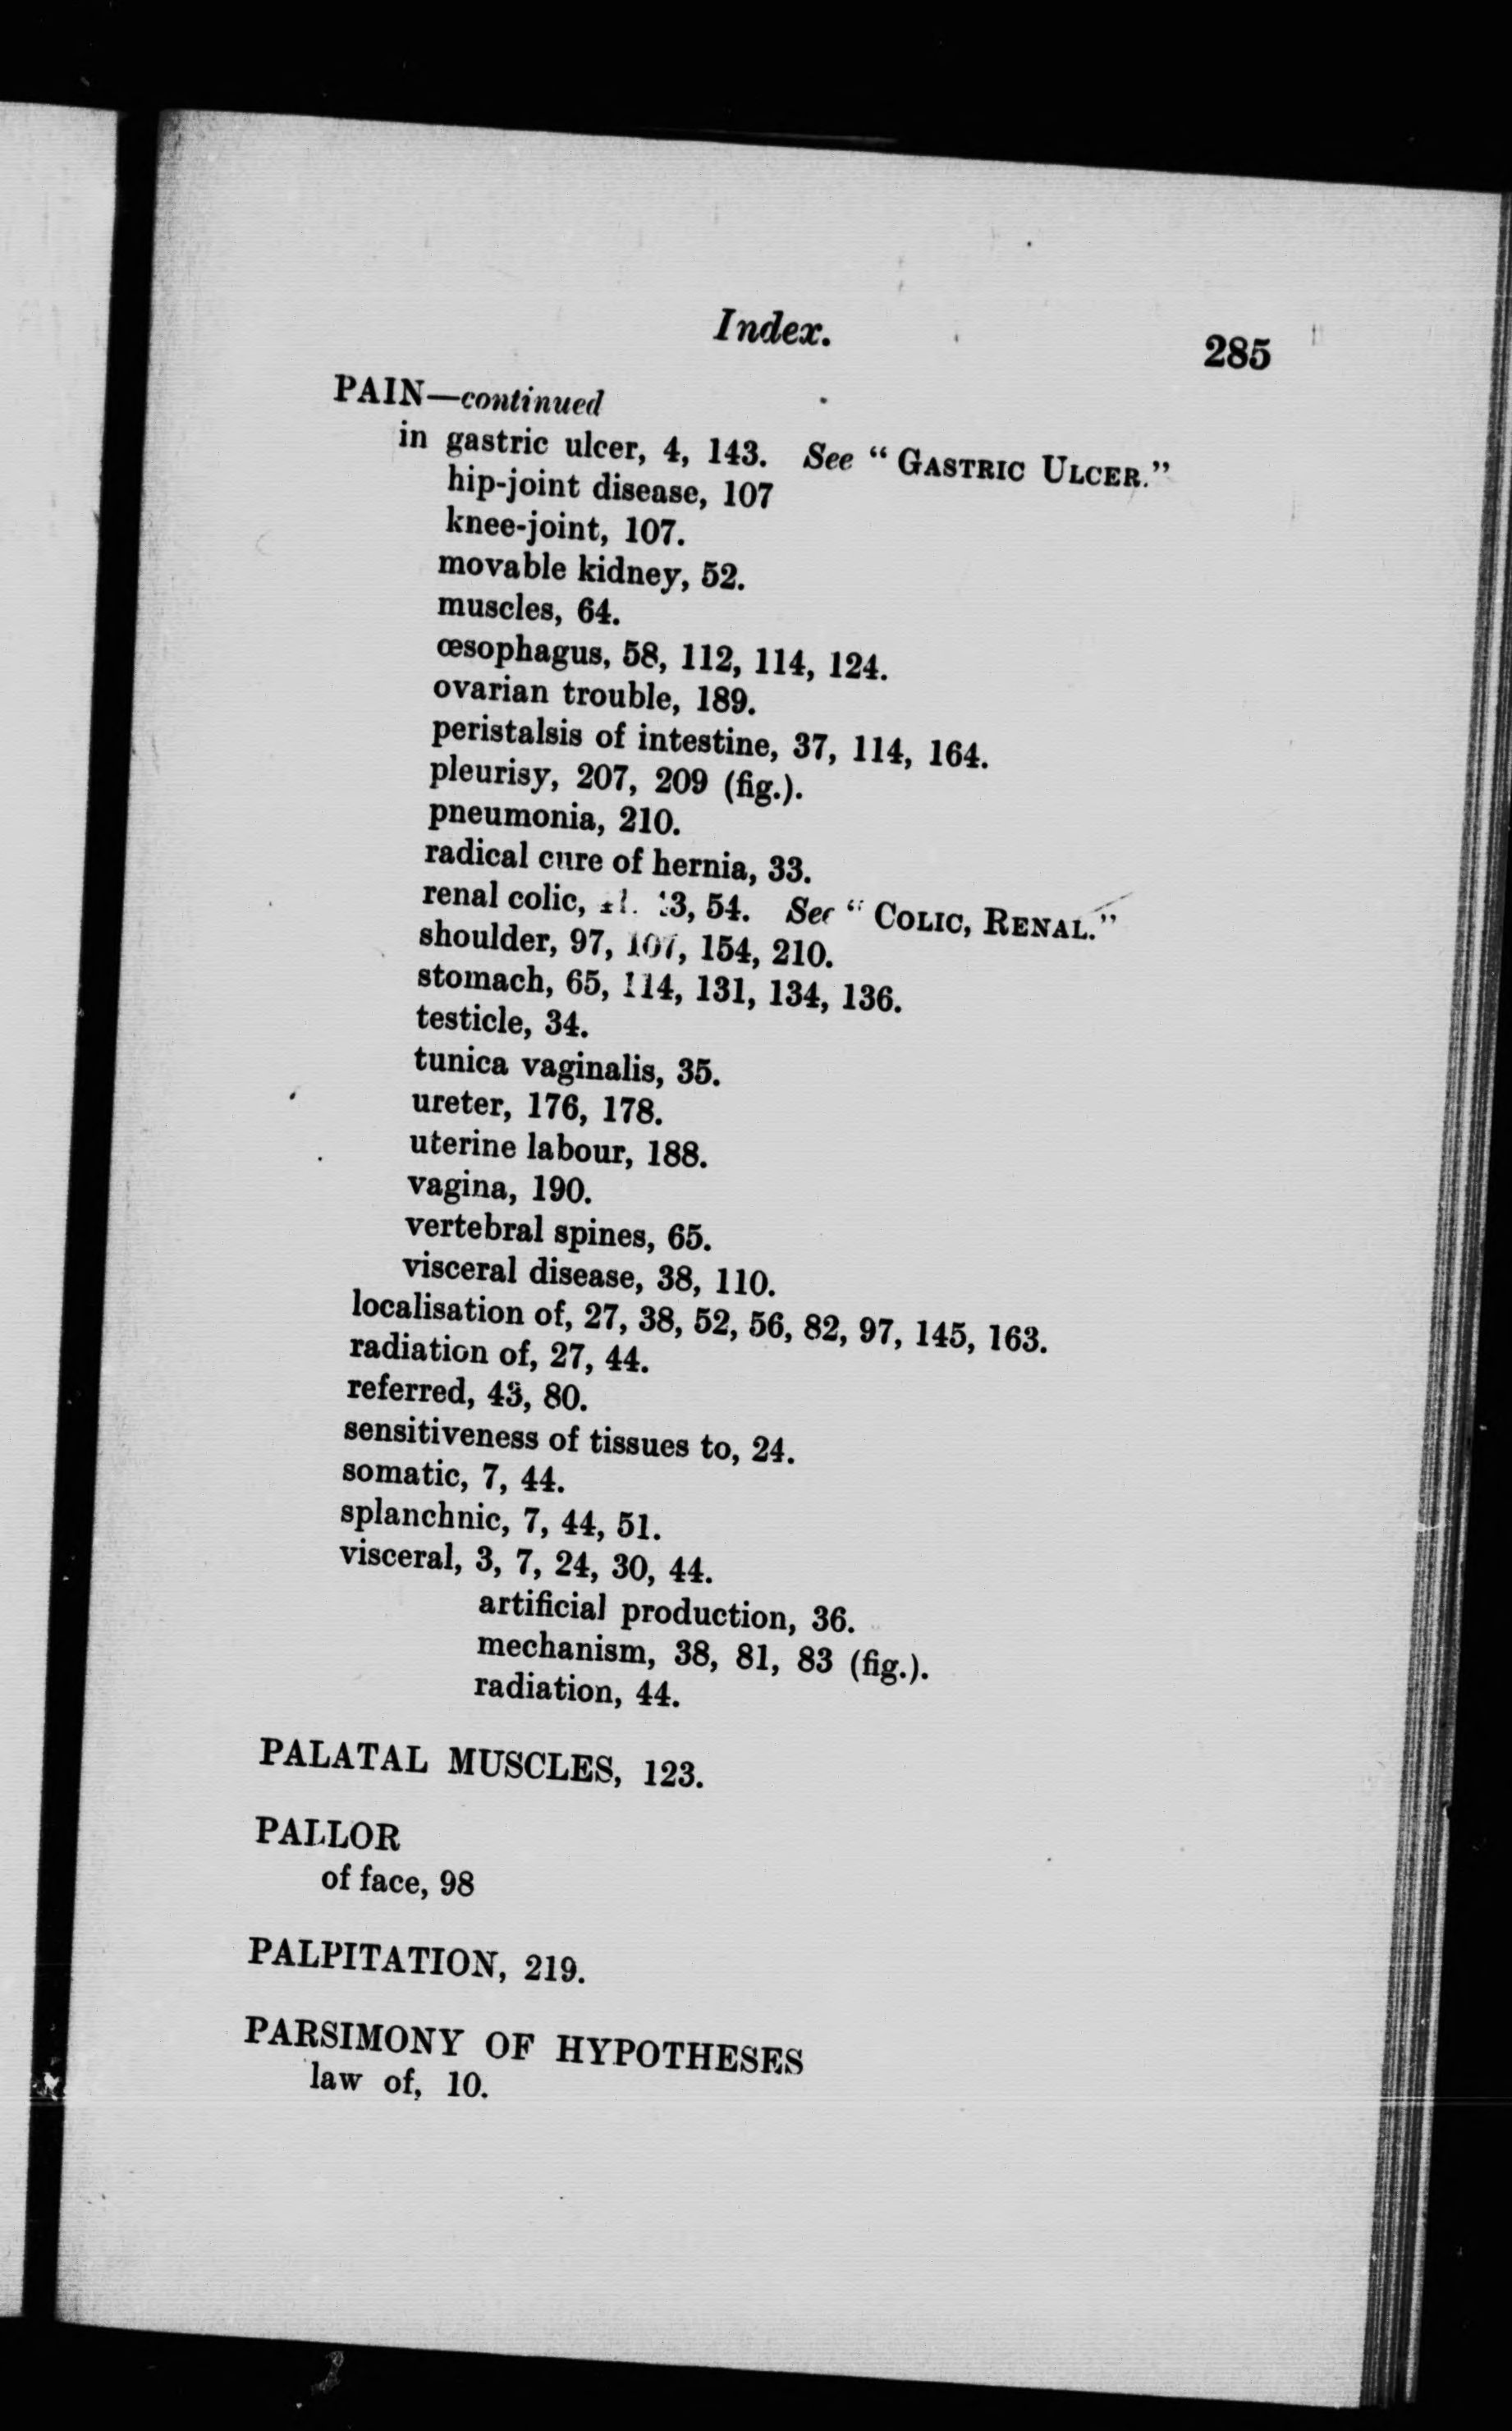 Index.
285
PAIN—continued
in gastric ulcer, 4, 143. See “ GASTRIC ULCER.”
hip-joint disease, 107
knee-joint, 107.
movable kidney, 52.
muscles, 64.
œsophagus, 58, 112, 114, 124.
ovarian trouble, 189.
peristalsis of intestine, 37, 114, 164.
pleurisy, 207, 209 (fig.).
pneumonia, 210.
radical cure of hernia, 33.
renal colic, 54. See “ COLIC, RENAL.”
shoulder, 97, 107, 154, 210.
stomach, 65, 114, 131, 134, 136.
testicle, 34.
tunica vaginalis, 35.
ureter, 176, 178.
uterine labour, 188.
vagina, 190.
vertebral spines, 65.
visceral disease, 38, 110.
localisation of, 27, 38, 52, 56, 82, 97, 145, 163.
radiation of, 27, 44.
referred, 43, 80.
sensitiveness of tissues to, 24.
somatic, 7, 44.
splanchnic, 7, 44, 51.
visceral, 3, 7, 24, 30, 44.
artificial production, 36.
mechanism, 38, 81, 83 (fig.).
radiation, 44.
PALATAL MUSCLES, 123.
PALLOR
of face, 98
PALPITATION, 219.
PARSIMONY OF HYPOTHESES
law of, 10.